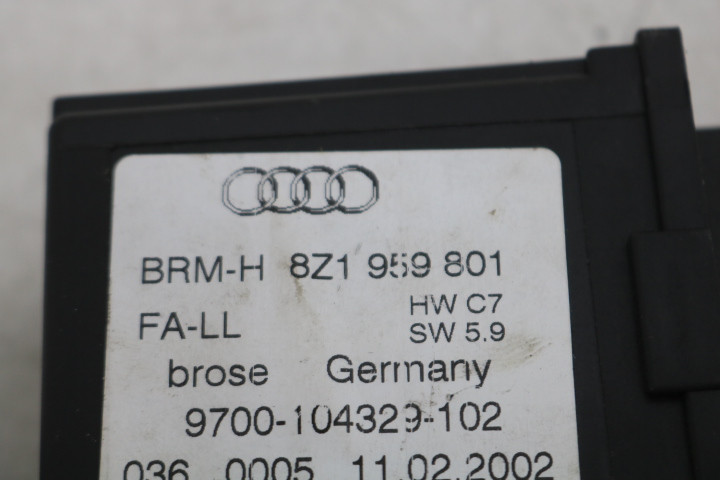 BRM-H 8Z1 959 801
FA-LL HW C7
SW 5.9
brose Germany
9700-104329-102
036 0005 11.02.2002